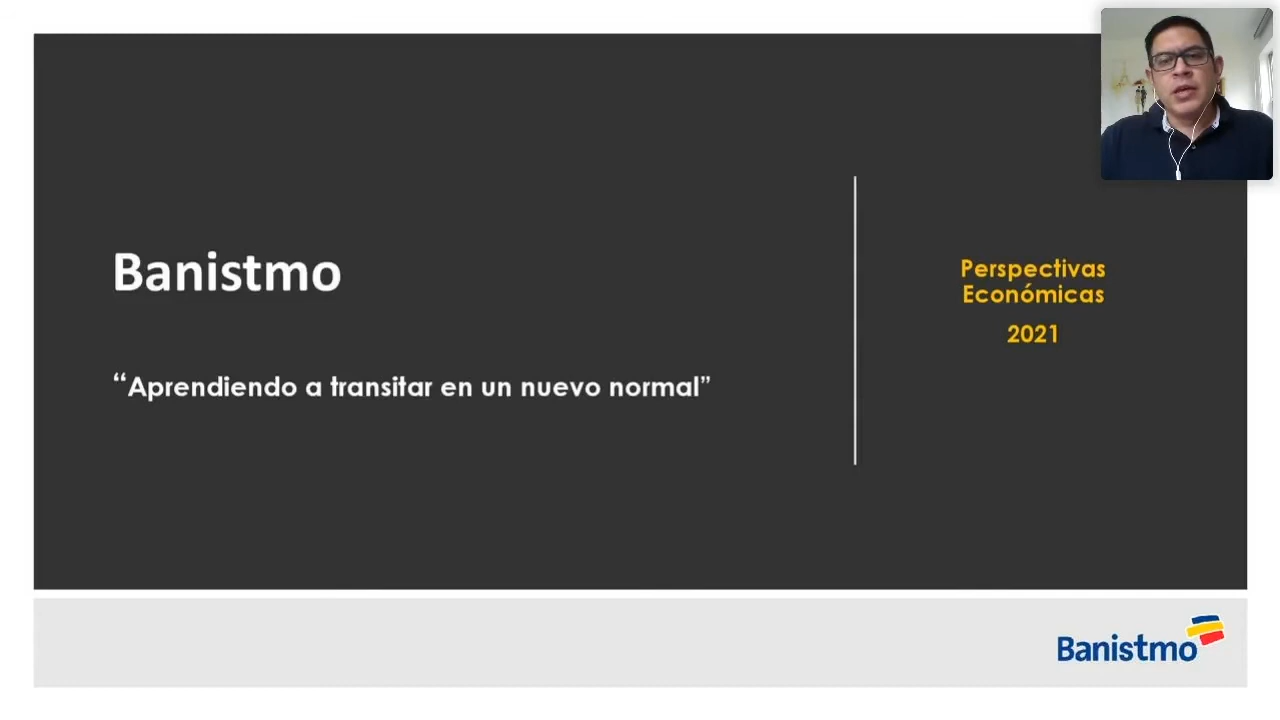 Banistmo
“Aprendiendo a transitar en un nuevo normal”
Perspectivas
Económicas
2021
Banistmo